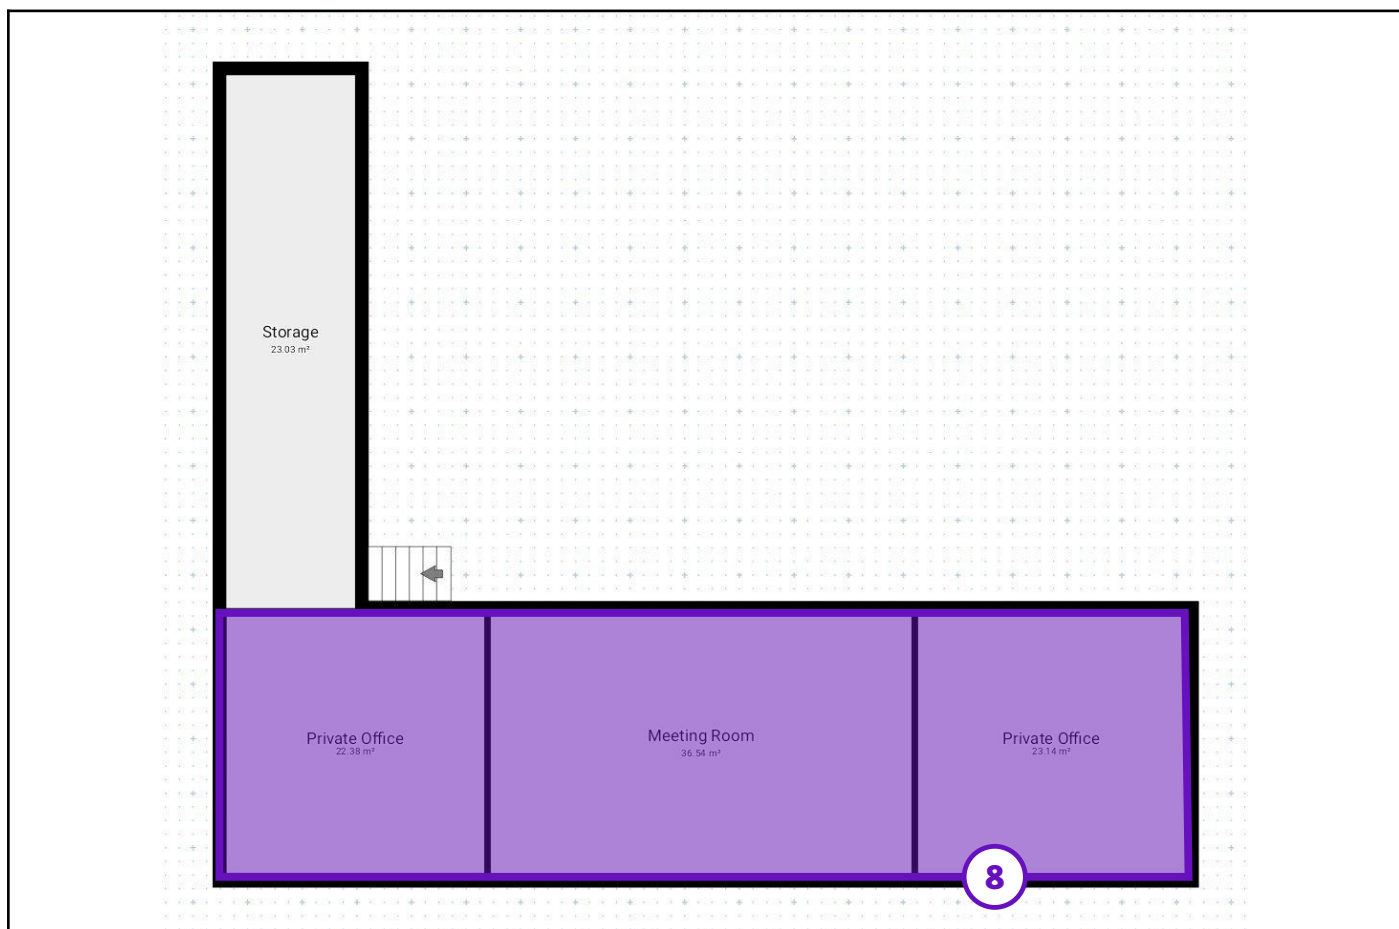 Storage
23.03 m²
Private Office
22.38 m²
Meeting Room
36.54 m²
Private Office
23.14 m²
8